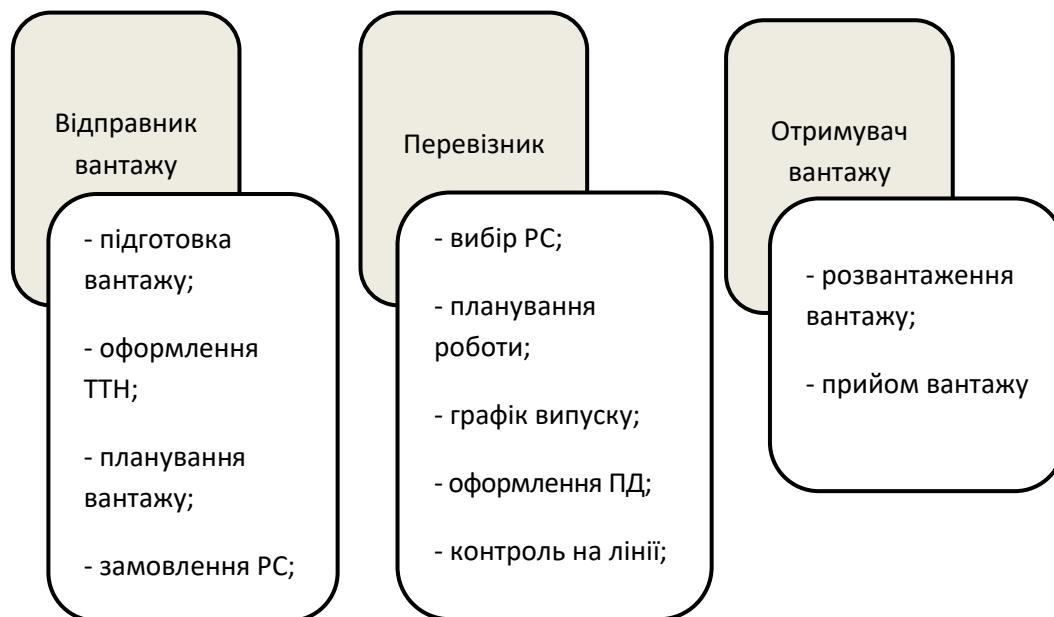 Відправник
вантажу
- підготовка
вантажу;
- оформлення
ТТН;
- планування
вантажу;
- замовлення РС;
Перевізник
- вибір РС;
- планування
роботи;
- графік випуску;
- оформлення ПД;
- контроль на лінії;
Отримувач
вантажу
- розвантаження
вантажу;
- прийом вантажу